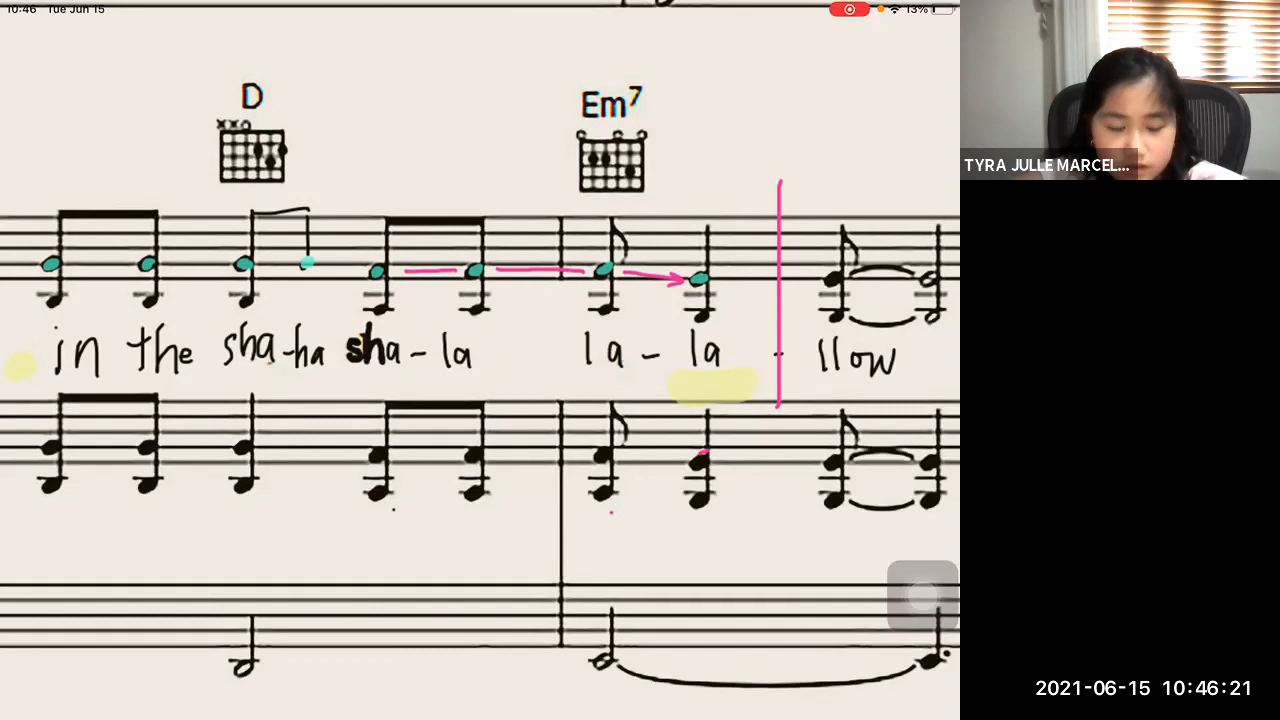 10:46 Tue Jun 15
13%
D
Em7
xxo
in the sha-ha sha-la la-la - llow
TYRA JULLE MARCEL...
2021-06-15 10:46:21